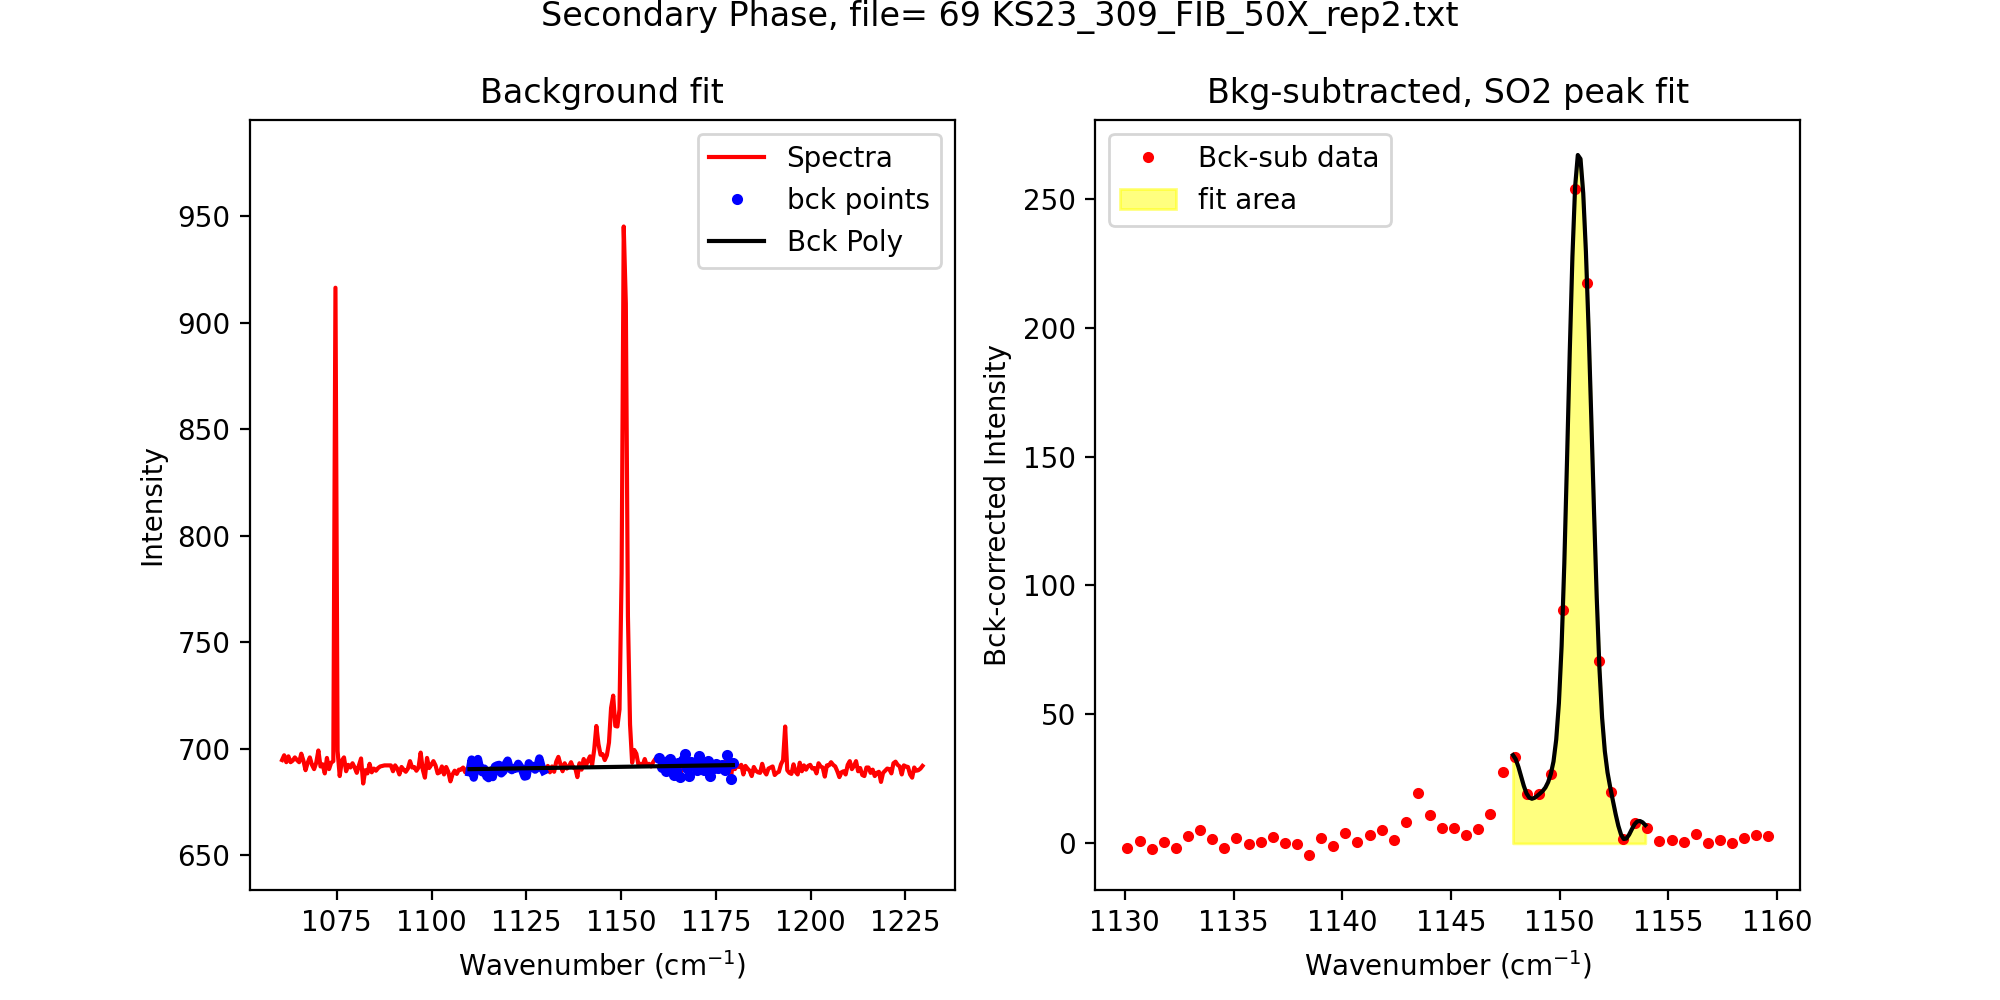 Secondary Phase, file= 69 KS23_309_FIB_50X_rep2.txt
Background fit
Spectra
bck points
Bck Poly
Intensity
950
900
850
800
750
700
650
1075 1100 1125 1150 1175 1200 1225
Wavenumber (cm⁻¹)
Bkg-subtracted, SO2 peak fit
Bck-sub data
fit area
Bck-corrected Intensity
250
200
150
100
50
0
1130 1135 1140 1145 1150 1155 1160
Wavenumber (cm⁻¹)